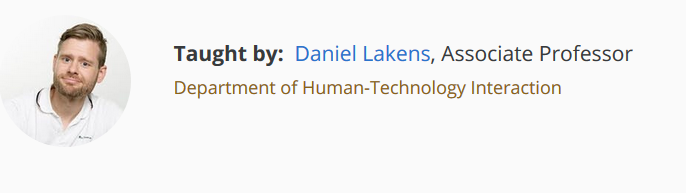 Taught by: Daniel Lakens, Associate Professor
Department of Human-Technology Interaction